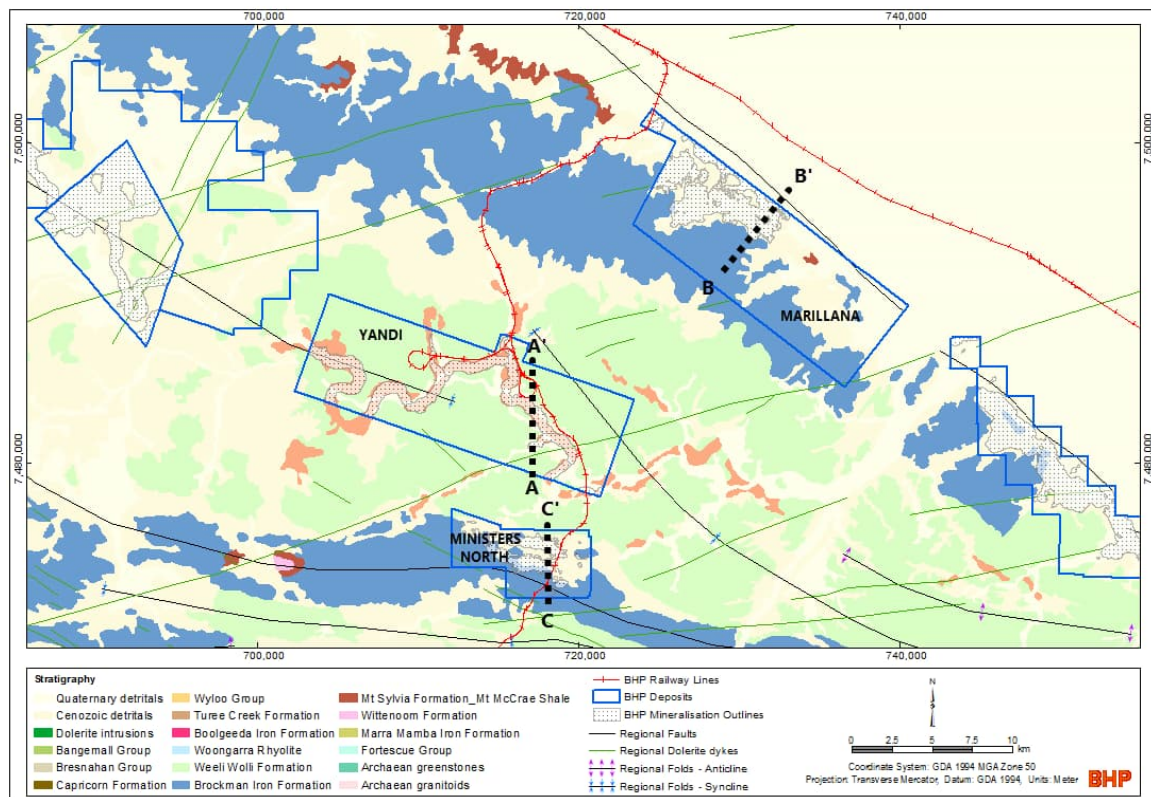 700,000 720,000 740,000
7,500,000 7,500,000
B'
B
MARILLANA
YANDI
A'
7,480,000 7,480,000
A
C'
MINISTERS
NORTH
C
700,000 720,000 740,000
Stratigraphy
Quaternary detritals
Cenozoic detritals
Dolerite intrusions
Bangemall Group
Bresnahan Group
Capricorn Formation
Wyloo Group
Turee Creek Formation
Boolgeeda Iron Formation
Woongarra Rhyolite
Weeli Wolli Formation
Brockman Iron Formation
Mt Sylvia Formation_Mt McCrae Shale
Wittenoom Formation
Marra Mamba Iron Formation
Fortescue Group
Archaean greenstones
Archaean granitoids
BHP Railway Lines
BHP Deposits
BHP Mineralisation Outlines
Regional Faults
Regional Dolerite dykes
Regional Folds - Anticline
Regional Folds - Syncline
N
0 2.5 5 7.5 10
km
Coordinate System: GDA 1994 MGA Zone 50
Projection: Transverse Mercator, Datum: GDA 1994, Units: Meter
BHP